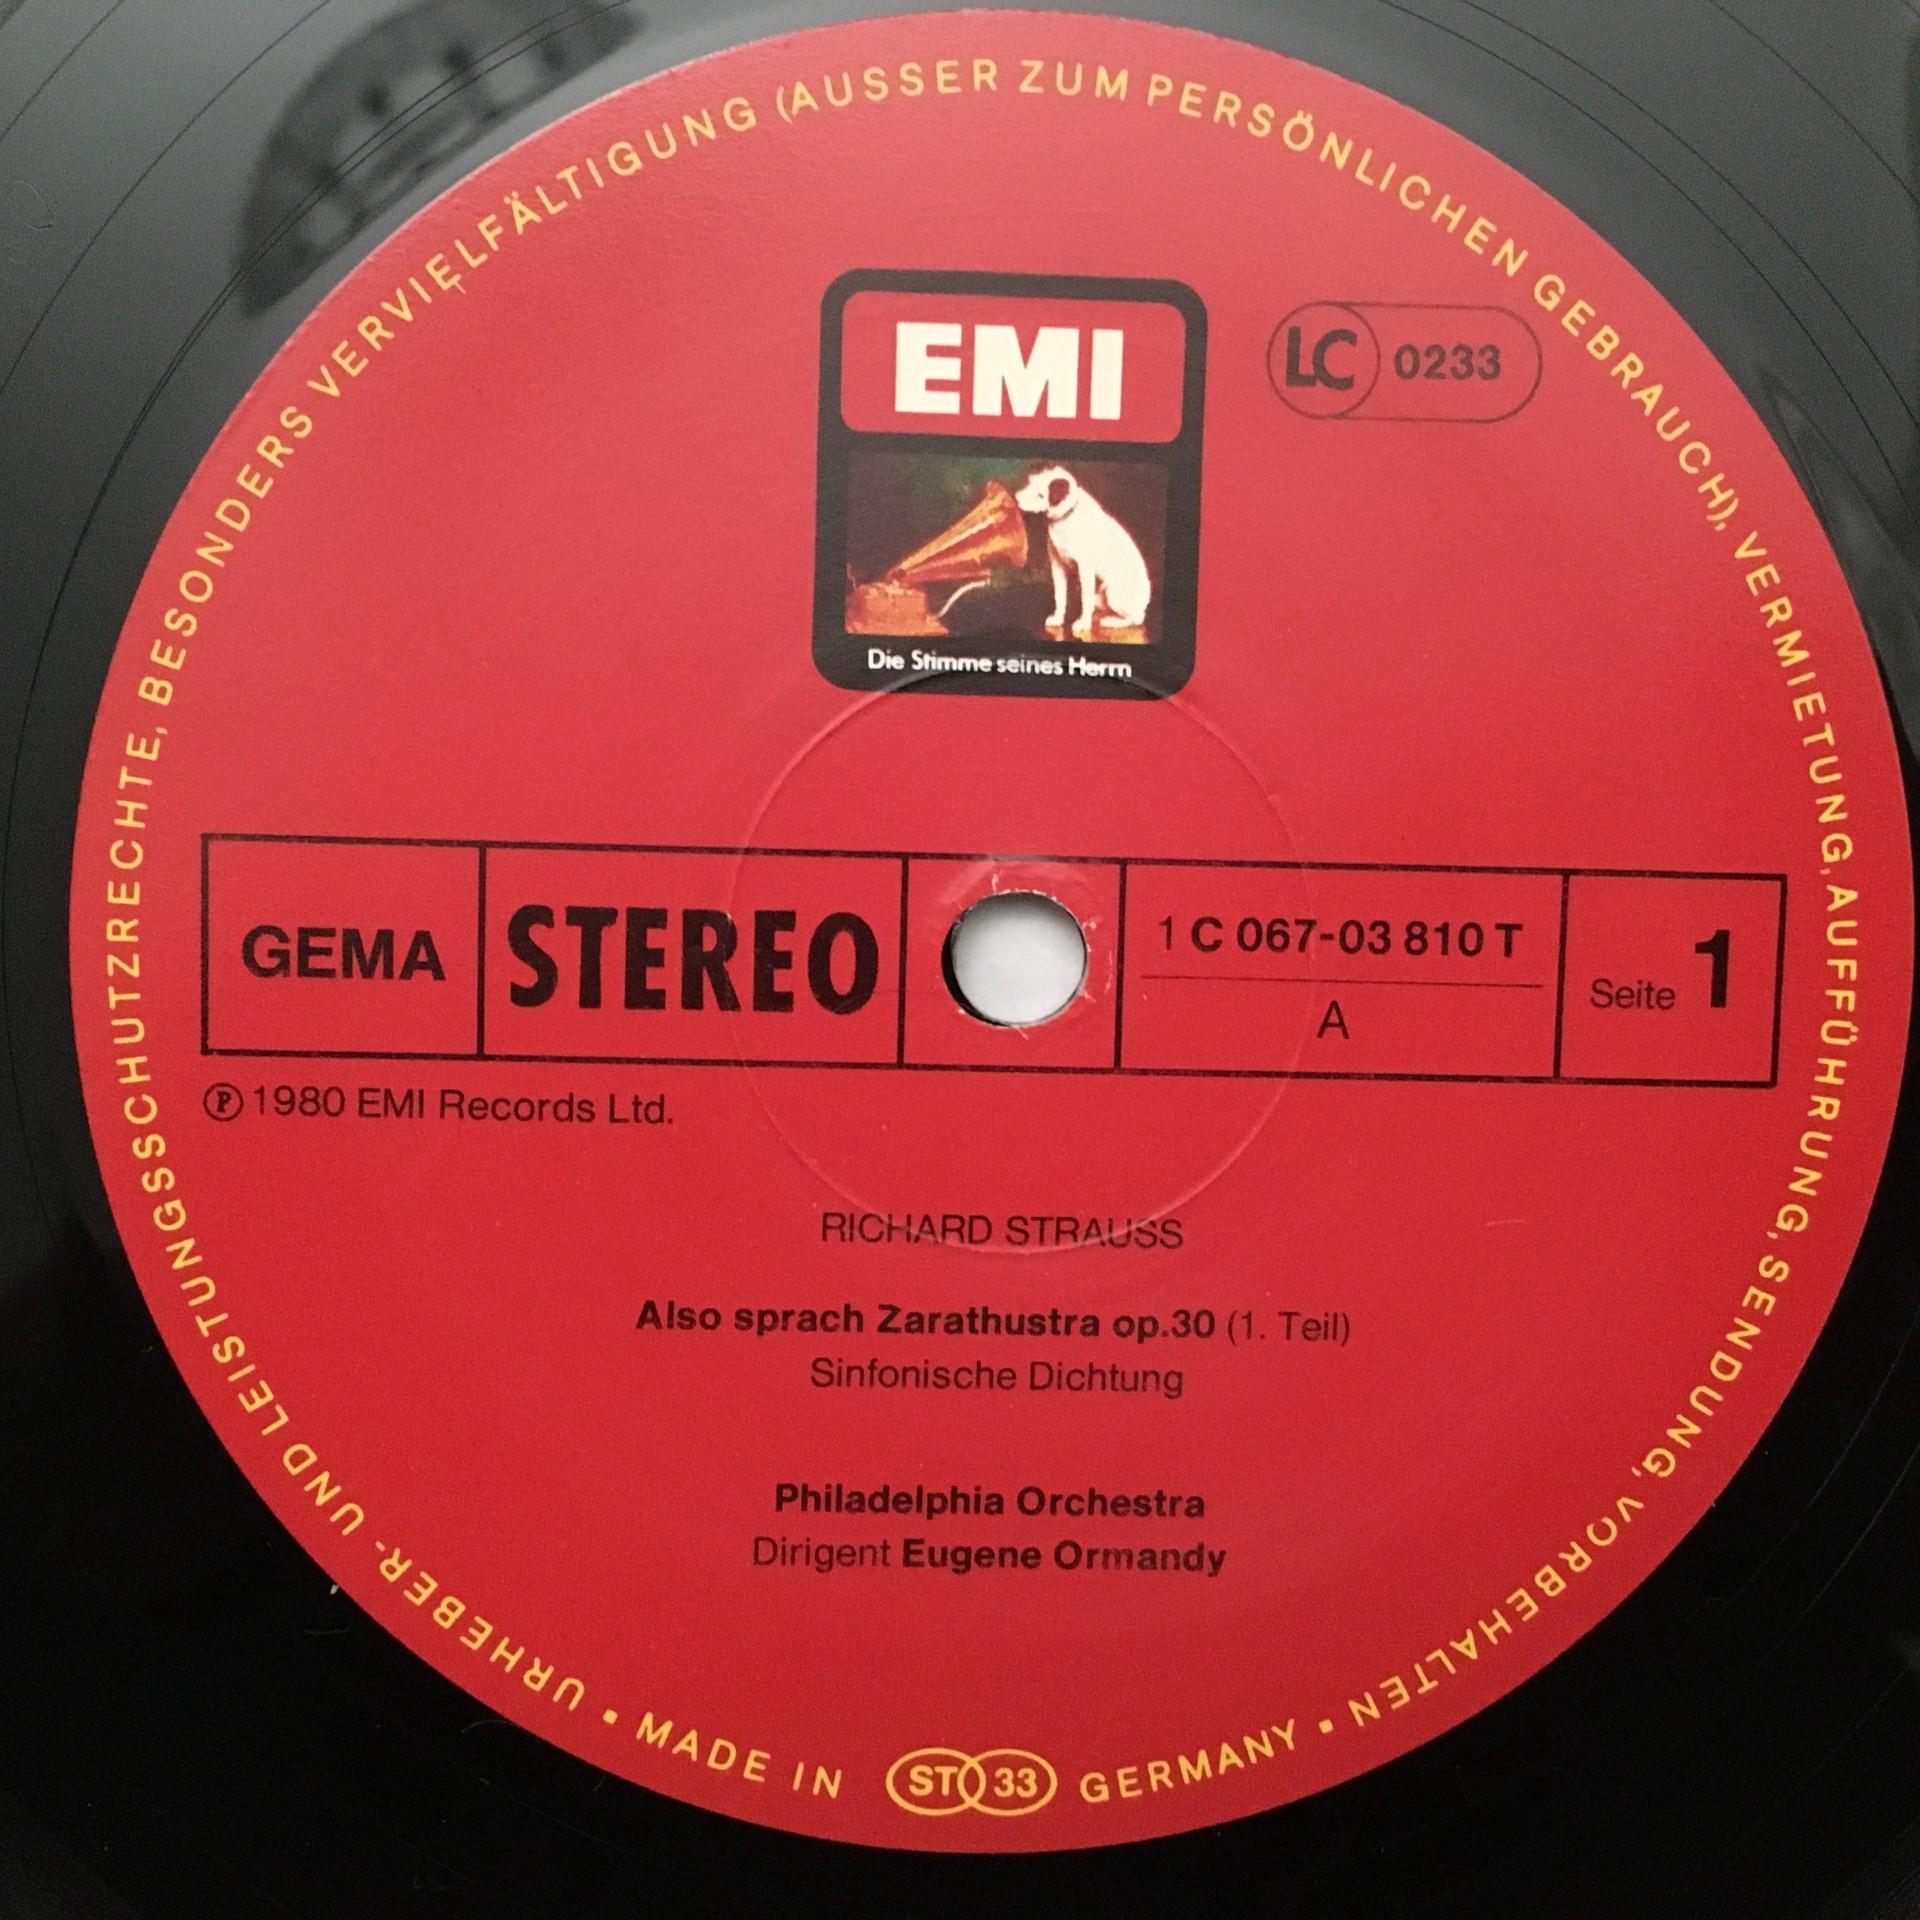 EMI
Die Stimme seines Herrn
LC 0233
GEMA
STEREO
1 C 067-03 810 T
A
Seite 1
Ⓟ 1980 EMI Records Ltd.
RICHARD STRAUSS
Also sprach Zarathustra op.30 (1. Teil)
Sinfonische Dichtung
Philadelphia Orchestra
Dirigent Eugene Ormandy
URHEBER- UND LEISTUNGSSCHUTZRECHTE, BESONDERS VERVIELFÄLTIGUNG (AUSSER ZUM PERSÖNLICHEN GEBRAUCH), VERMIETUNG, AUFFÜHRUNG, SENDUNG, VORBEHALTEN
▪ MADE IN ST 33 GERMANY ▪